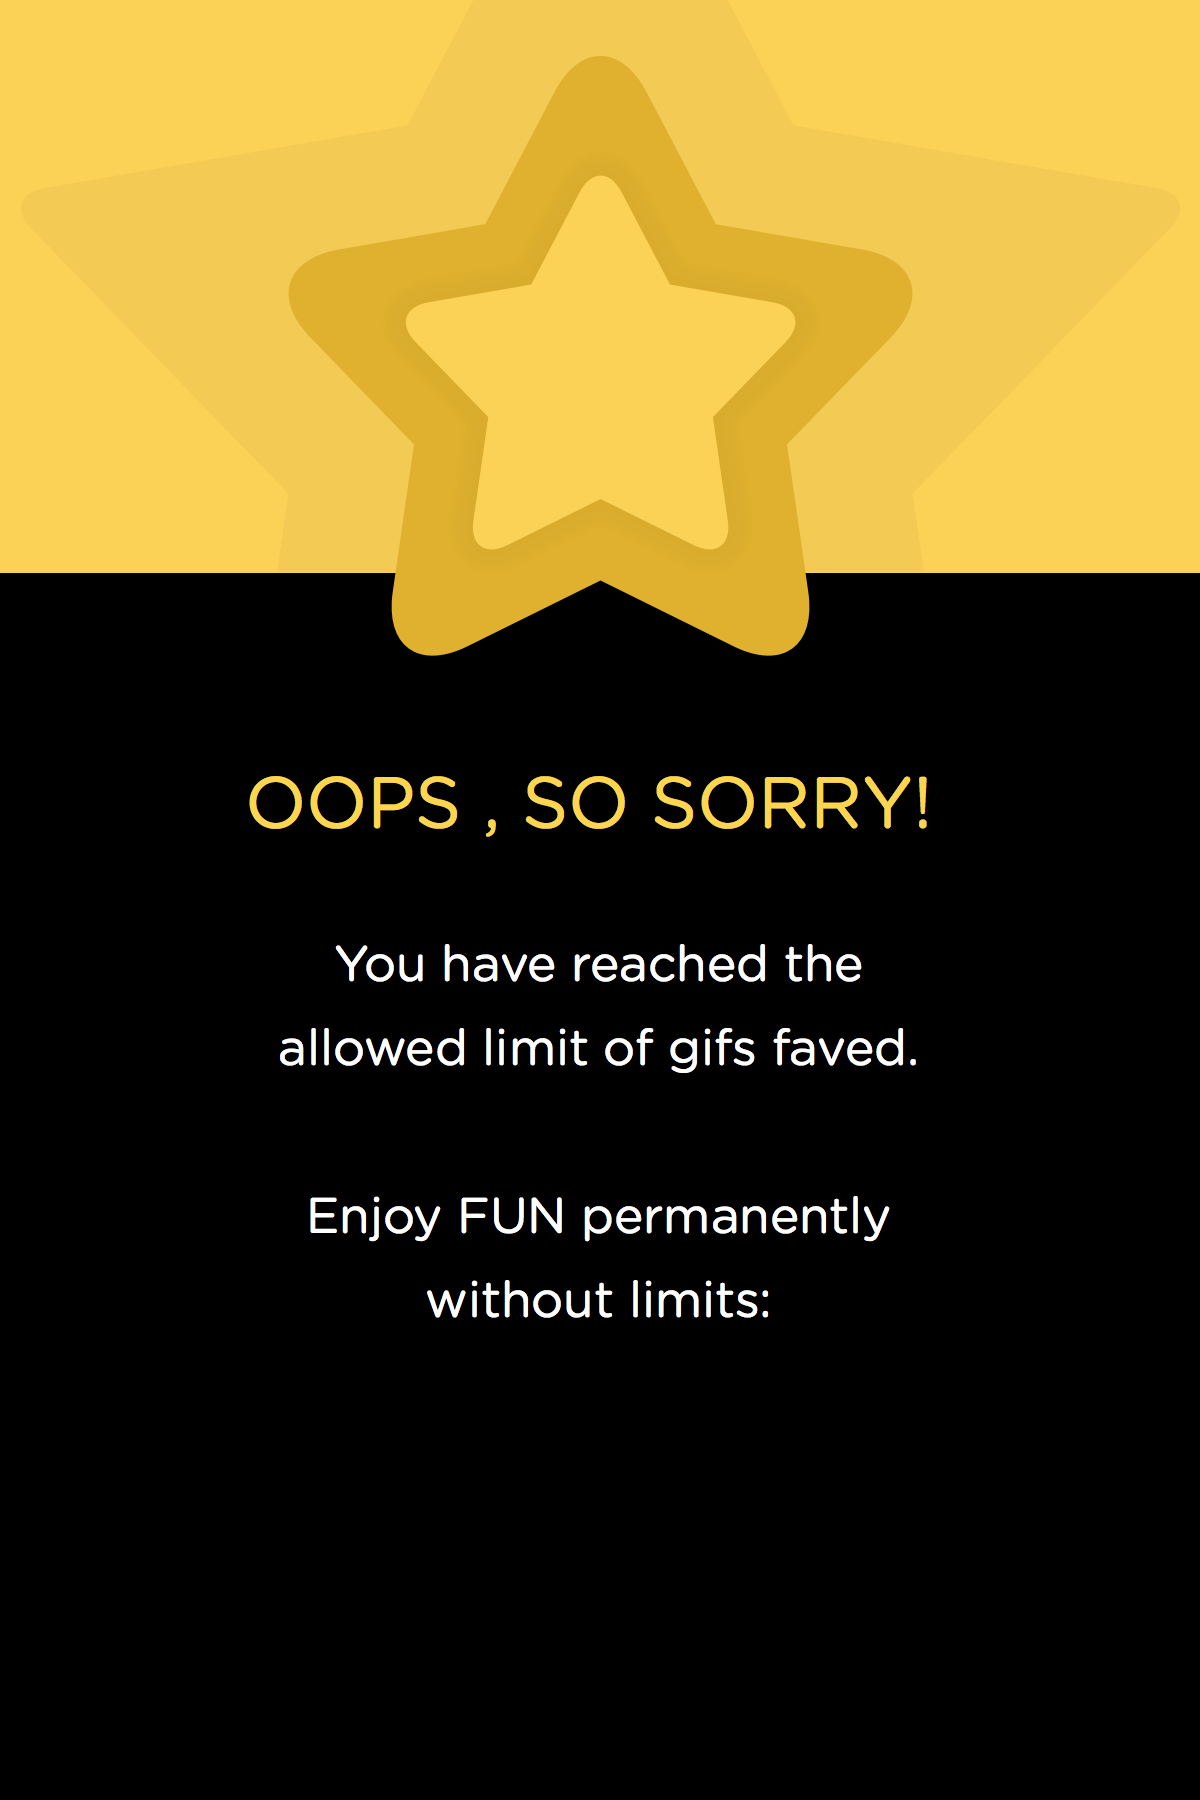 OOPS , SO SORRY!
You have reached the
allowed limit of gifs faved.
Enjoy FUN permanently
without limits: